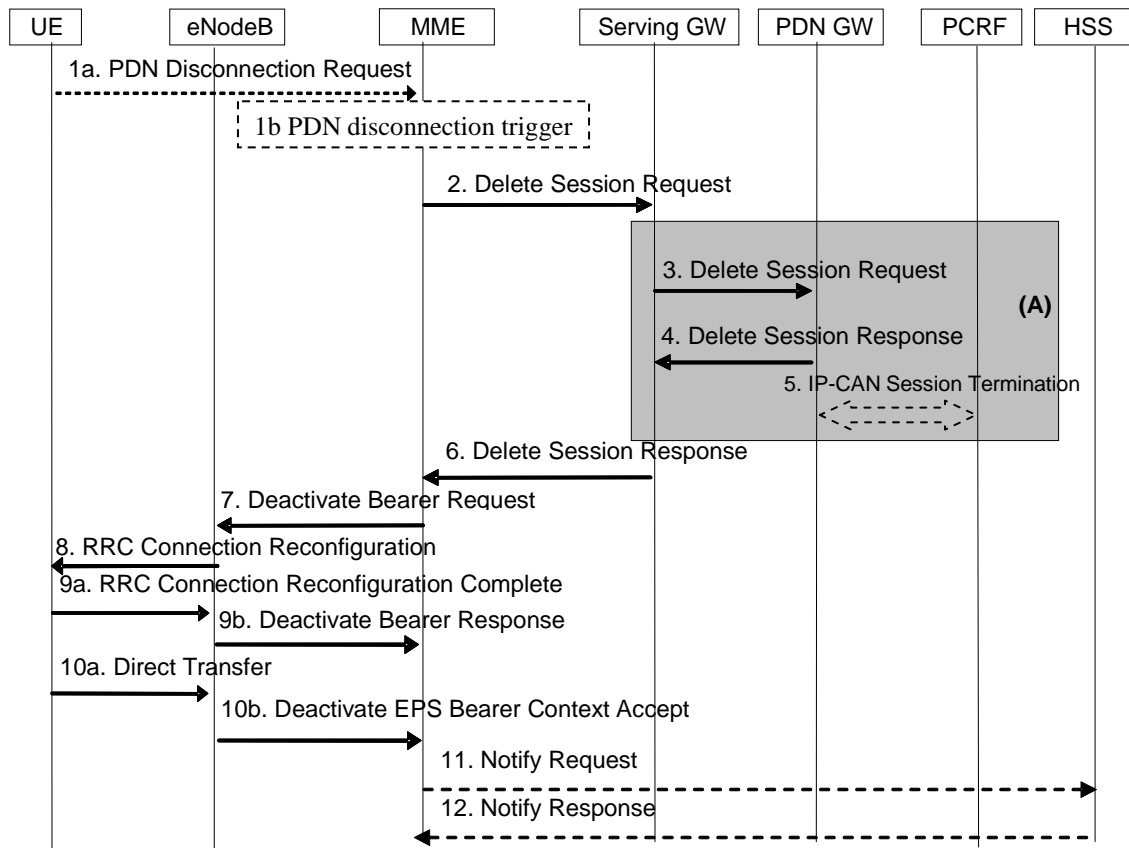 UE
eNodeB
MME
Serving GW
PDN GW
PCRF
HSS
1a. PDN Disconnection Request
1b PDN disconnection trigger
2. Delete Session Request
3. Delete Session Request
(A)
4. Delete Session Response
5. IP-CAN Session Termination
6. Delete Session Response
7. Deactivate Bearer Request
8. RRC Connection Reconfiguration
9a. RRC Connection Reconfiguration Complete
9b. Deactivate Bearer Response
10a. Direct Transfer
10b. Deactivate EPS Bearer Context Accept
11. Notify Request
12. Notify Response